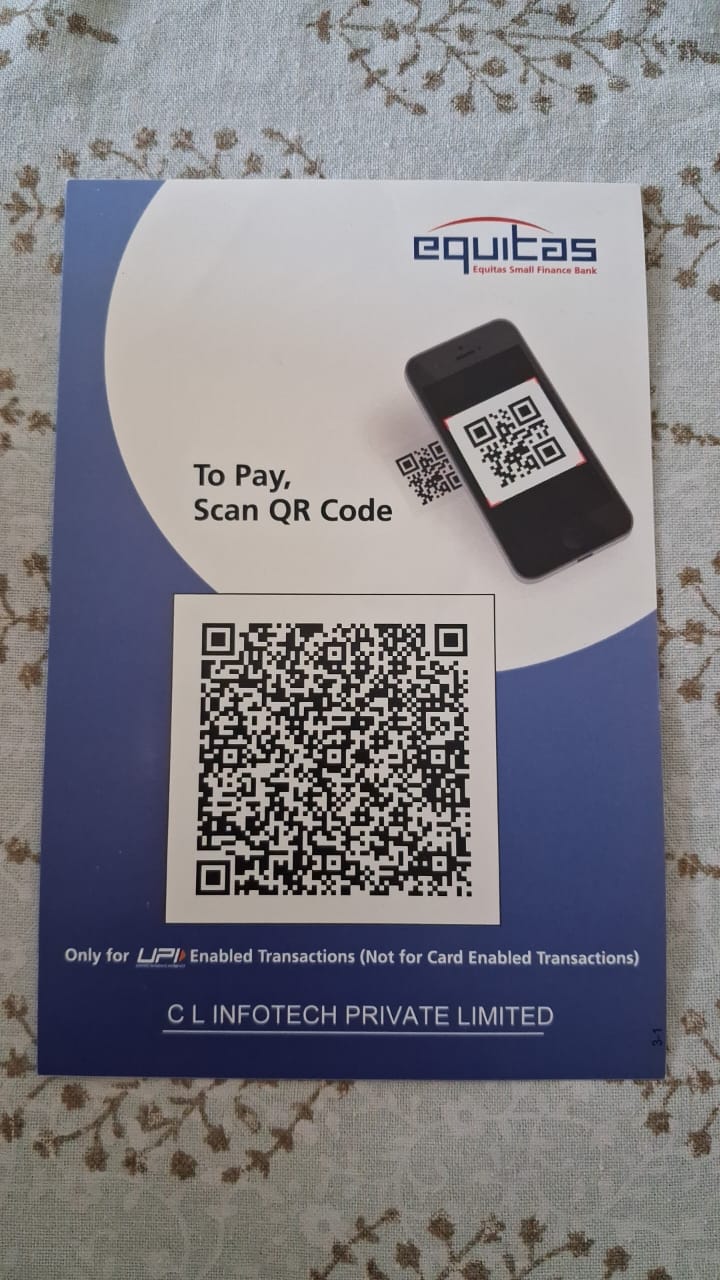 equitas
Equitas Small Finance Bank
To Pay,
Scan QR Code
Only for UPI Enabled Transactions (Not for Card Enabled Transactions)
C L INFOTECH PRIVATE LIMITED
3-1